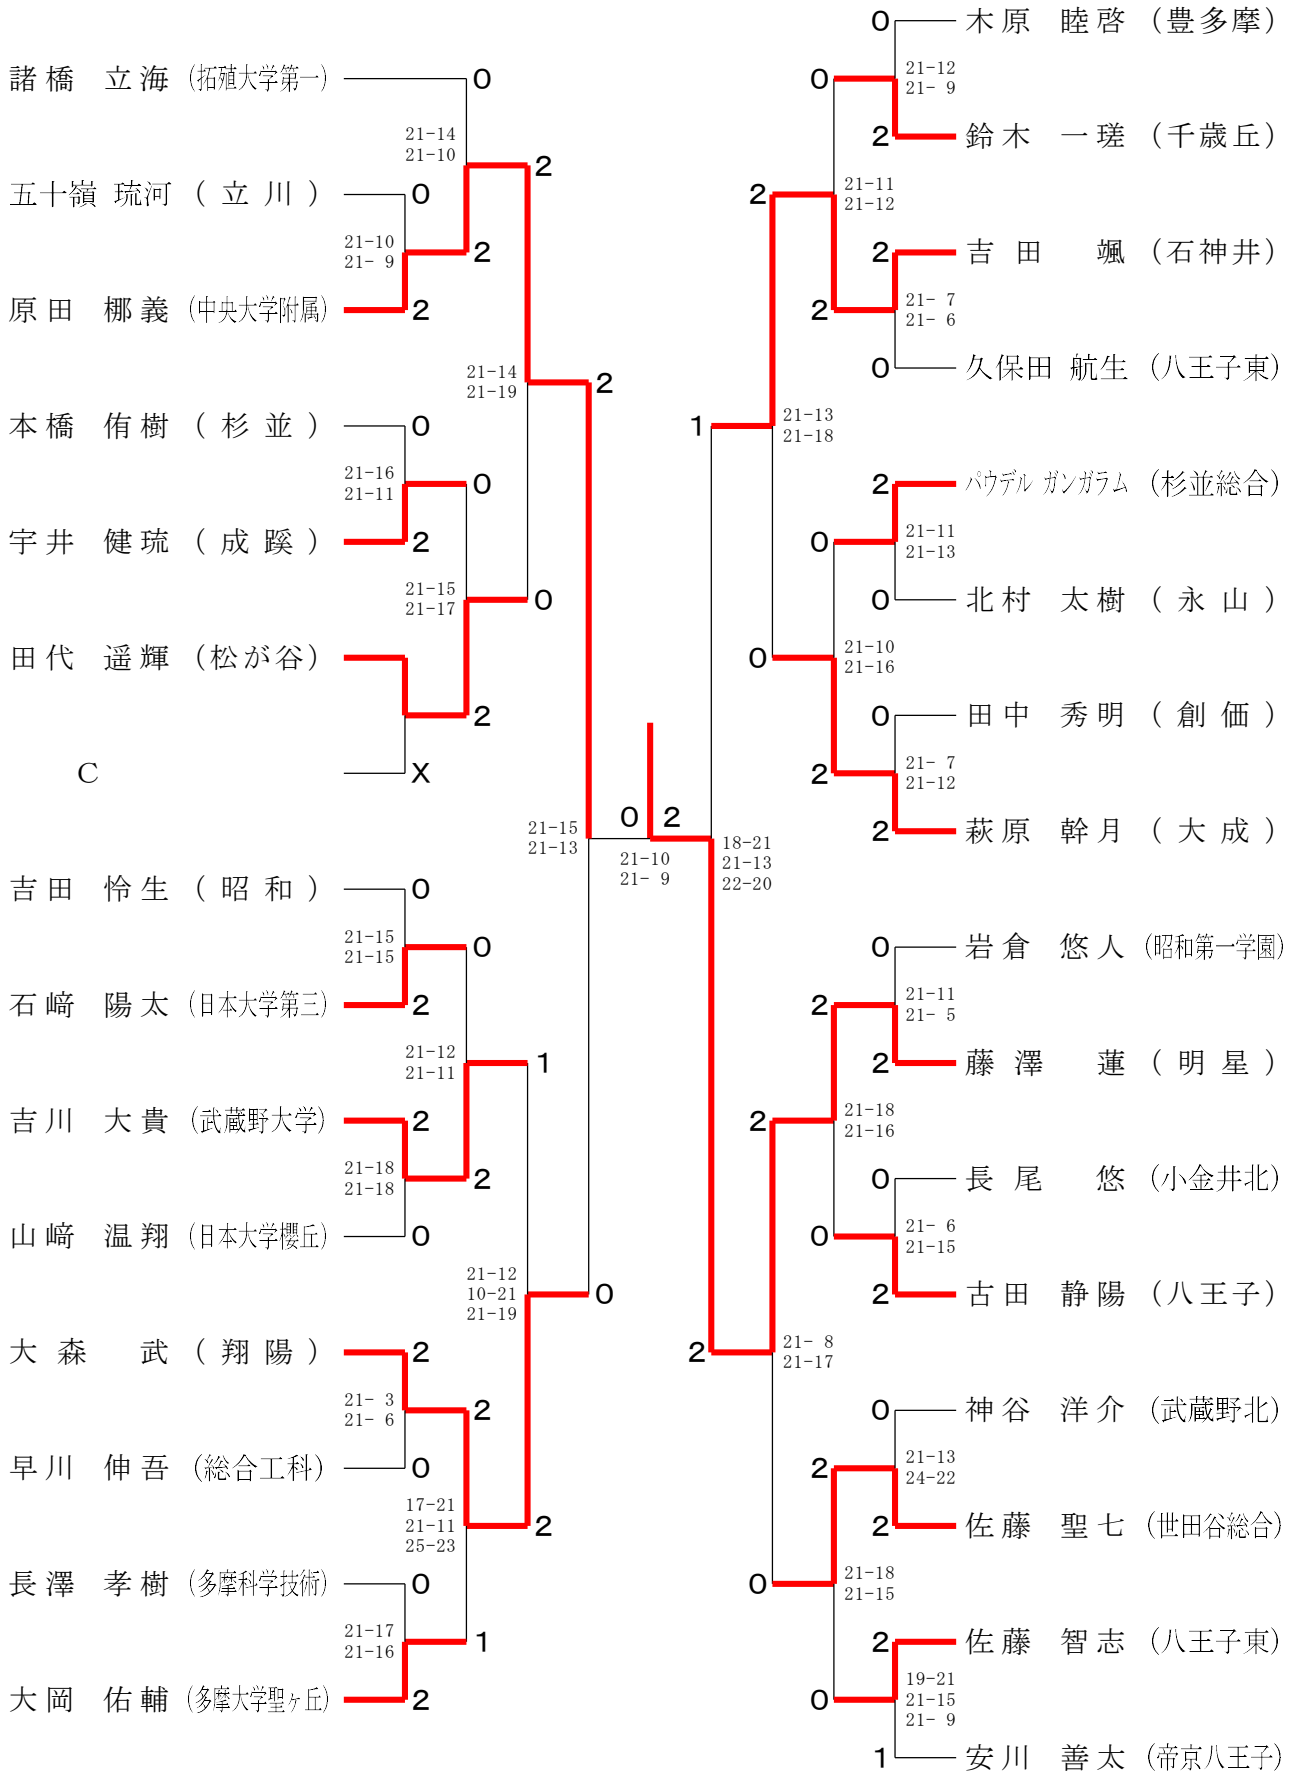 諸橋 立海 (拓殖大学第一) 0
21-14
21-10
2
五十嶺 琉河 ( 立 川 ) 0
21-10
21- 9
2
原田 梛義 (中央大学附属) 2
21-14
21-19
2
本橋 侑樹 ( 杉 並 ) 0
21-16
21-11
0
宇井 健琉 ( 成 蹊 ) 2
21-15
21-17
0
田代 遥輝 (松が谷)
2
C X
21-15
21-13
吉田 怜生 ( 昭 和 ) 0
21-15
21-15
0
石﨑 陽太 (日本大学第三) 2
21-12
21-11
1
吉川 大貴 (武蔵野大学) 2
21-18
21-18
2
山﨑 温翔 (日本大学櫻丘) 0
21-12
10-21
21-19
0
大森 武 ( 翔 陽 ) 2
21- 3
21- 6
2
早川 伸吾 (総合工科) 0
17-21
21-11
25-23
2
長澤 孝樹 (多摩科学技術) 0
21-17
21-16
1
大岡 佑輔 (多摩大学聖ヶ丘) 2
0 2
21-10
21- 9
0 木原 睦啓 (豊多摩)
21-12
21- 9
0
2 鈴木 一瑳 (千歳丘)
21-11
21-12
2
2 吉田 颯 (石神井)
21- 7
21- 6
2
0 久保田 航生 (八王子東)
21-13
21-18
1
2 パウデル ガンガラム (杉並総合)
21-11
21-13
0
0 北村 太樹 ( 永 山 )
21-10
21-16
0
0 田中 秀明 ( 創 価 )
21- 7
21-12
2
2 萩原 幹月 ( 大 成 )
18-21
21-13
22-20
0 岩倉 悠人 (昭和第一学園)
21-11
21- 5
2
2 藤澤 蓮 ( 明 星 )
21-18
21-16
2
0 長尾 悠 (小金井北)
21- 6
21-15
0
2 古田 静陽 (八王子)
21- 8
21-17
2
0 神谷 洋介 (武蔵野北)
21-13
24-22
2
2 佐藤 聖七 (世田谷総合)
21-18
21-15
0
2 佐藤 智志 (八王子東)
19-21
21-15
21- 9
0
1 安川 善太 (帝京八王子)